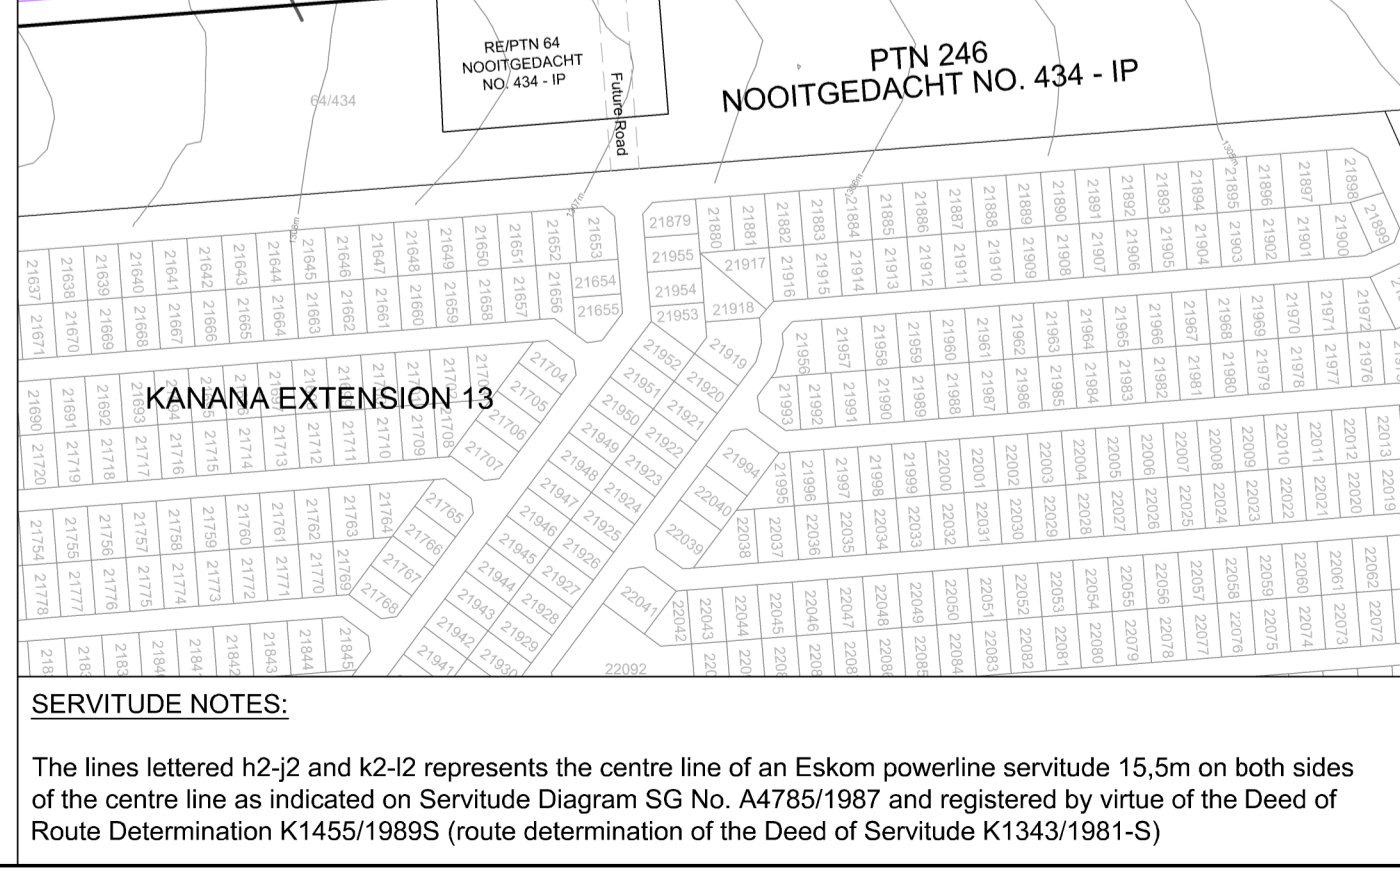 RE/PTN 64
NOOITGEDACHT
NO. 434 - IP
64/434
Future Road
PTN 246
NOOITGEDACHT NO. 434 - IP
21637 21638 21639 21640 21641 21642 21643 21644 21645 21646 21647 21648 21649 21650 21651 21652 21653
21654
21655
21671 21670 21669 21668 21667 21666 21665 21664 21663 21662 21661 21660 21659 21658 21657 21656
21879 21880 21881 21882 21883 21884 21885 21886 21887 21888 21889 21890 21891 21892 21893 21894 21895 21896 21897 21898
21899
21955 21917 21916 21915 21914 21913 21912 21911 21910 21909 21908 21907 21906 21905 21904 21903 21902 21901 21900
21954
21953 21918
21952 21919
21951 21920
21950 21921
21949 21922
21948 21923
21947 21924
21946 21925
21945 21926
21944 21927
21943 21928
21942 21929
21941 21930
21956 21957 21958 21959 21960 21961 21962 21963 21964 21965 21966 21967 21968 21969 21970 21971 21972
21993 21992 21991 21990 21989 21988 21987 21986 21985 21984 21983 21982 21981 21980 21979 21978 21977 21976
KANANA EXTENSION 13
21690 21691 21692 21693
21704
21705
21706
21707
21720 21719 21718 21717 21716 21715 21714 21713 21712 21711 21710 21709 21708
21994 21995 21996 21997 21998 21999 22000 22001 22002 22003 22004 22005 22006 22007 22008 22009 22010 22011 22012 22013
22040
22039 22038 22037 22036 22035 22034 22033 22032 22031 22030 22029 22028 22027 22026 22025 22024 22023 22022 22021 22020 22019
21754 21755 21756 21757 21758 21759 21760 21761 21762 21763 21764
21765
21766
21767
21768
21778 21777 21776 21775 21774 21773 21772 21771 21770 21769
22041 22042 22043 22044 22045 22046 22047 22048 22049 22050 22051 22052 22053 22054 22055 22056 22057 22058 22059 22060 22061 22062
21842 21843 21844 21845
22092 22084 22083 22082 22081 22080 22079 22078 22077 22076 22075 22074 22073 22072
SERVITUDE NOTES:
The lines lettered h2-j2 and k2-l2 represents the centre line of an Eskom powerline servitude 15,5m on both sides
of the centre line as indicated on Servitude Diagram SG No. A4785/1987 and registered by virtue of the Deed of
Route Determination K1455/1989S (route determination of the Deed of Servitude K1343/1981-S)